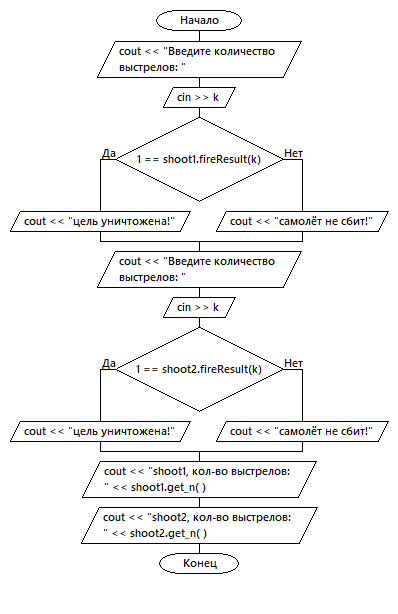 Начало
cout << "Введите количество
выстрелов: "
cin >> k
1 == shoot1.fireResult(k)
Да
Нет
cout << "цель уничтожена!"
cout << "самолёт не сбит!"
cout << "Введите количество
выстрелов: "
cin >> k
1 == shoot2.fireResult(k)
Да
Нет
cout << "цель уничтожена!"
cout << "самолёт не сбит!"
cout << "shoot1, кол-во выстрелов:
" << shoot1.get_n( )
cout << "shoot2, кол-во выстрелов:
" << shoot2.get_n( )
Конец